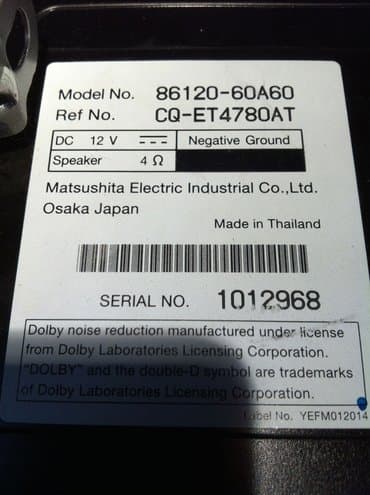 Model No. 86120-60A60
Ref No. CQ-ET4780AT
DC 12 V Negative Ground
Speaker 4 Ω
Matsushita Electric Industrial Co.,Ltd.
Osaka Japan
Made in Thailand
SERIAL NO. 1012968
Dolby noise reduction manufactured under license
from Dolby Laboratories Licensing Corporation.
"DOLBY" and the double-D symbol are trademarks
of Dolby Laboratories Licensing Corporation.
Label No. YEFM012014